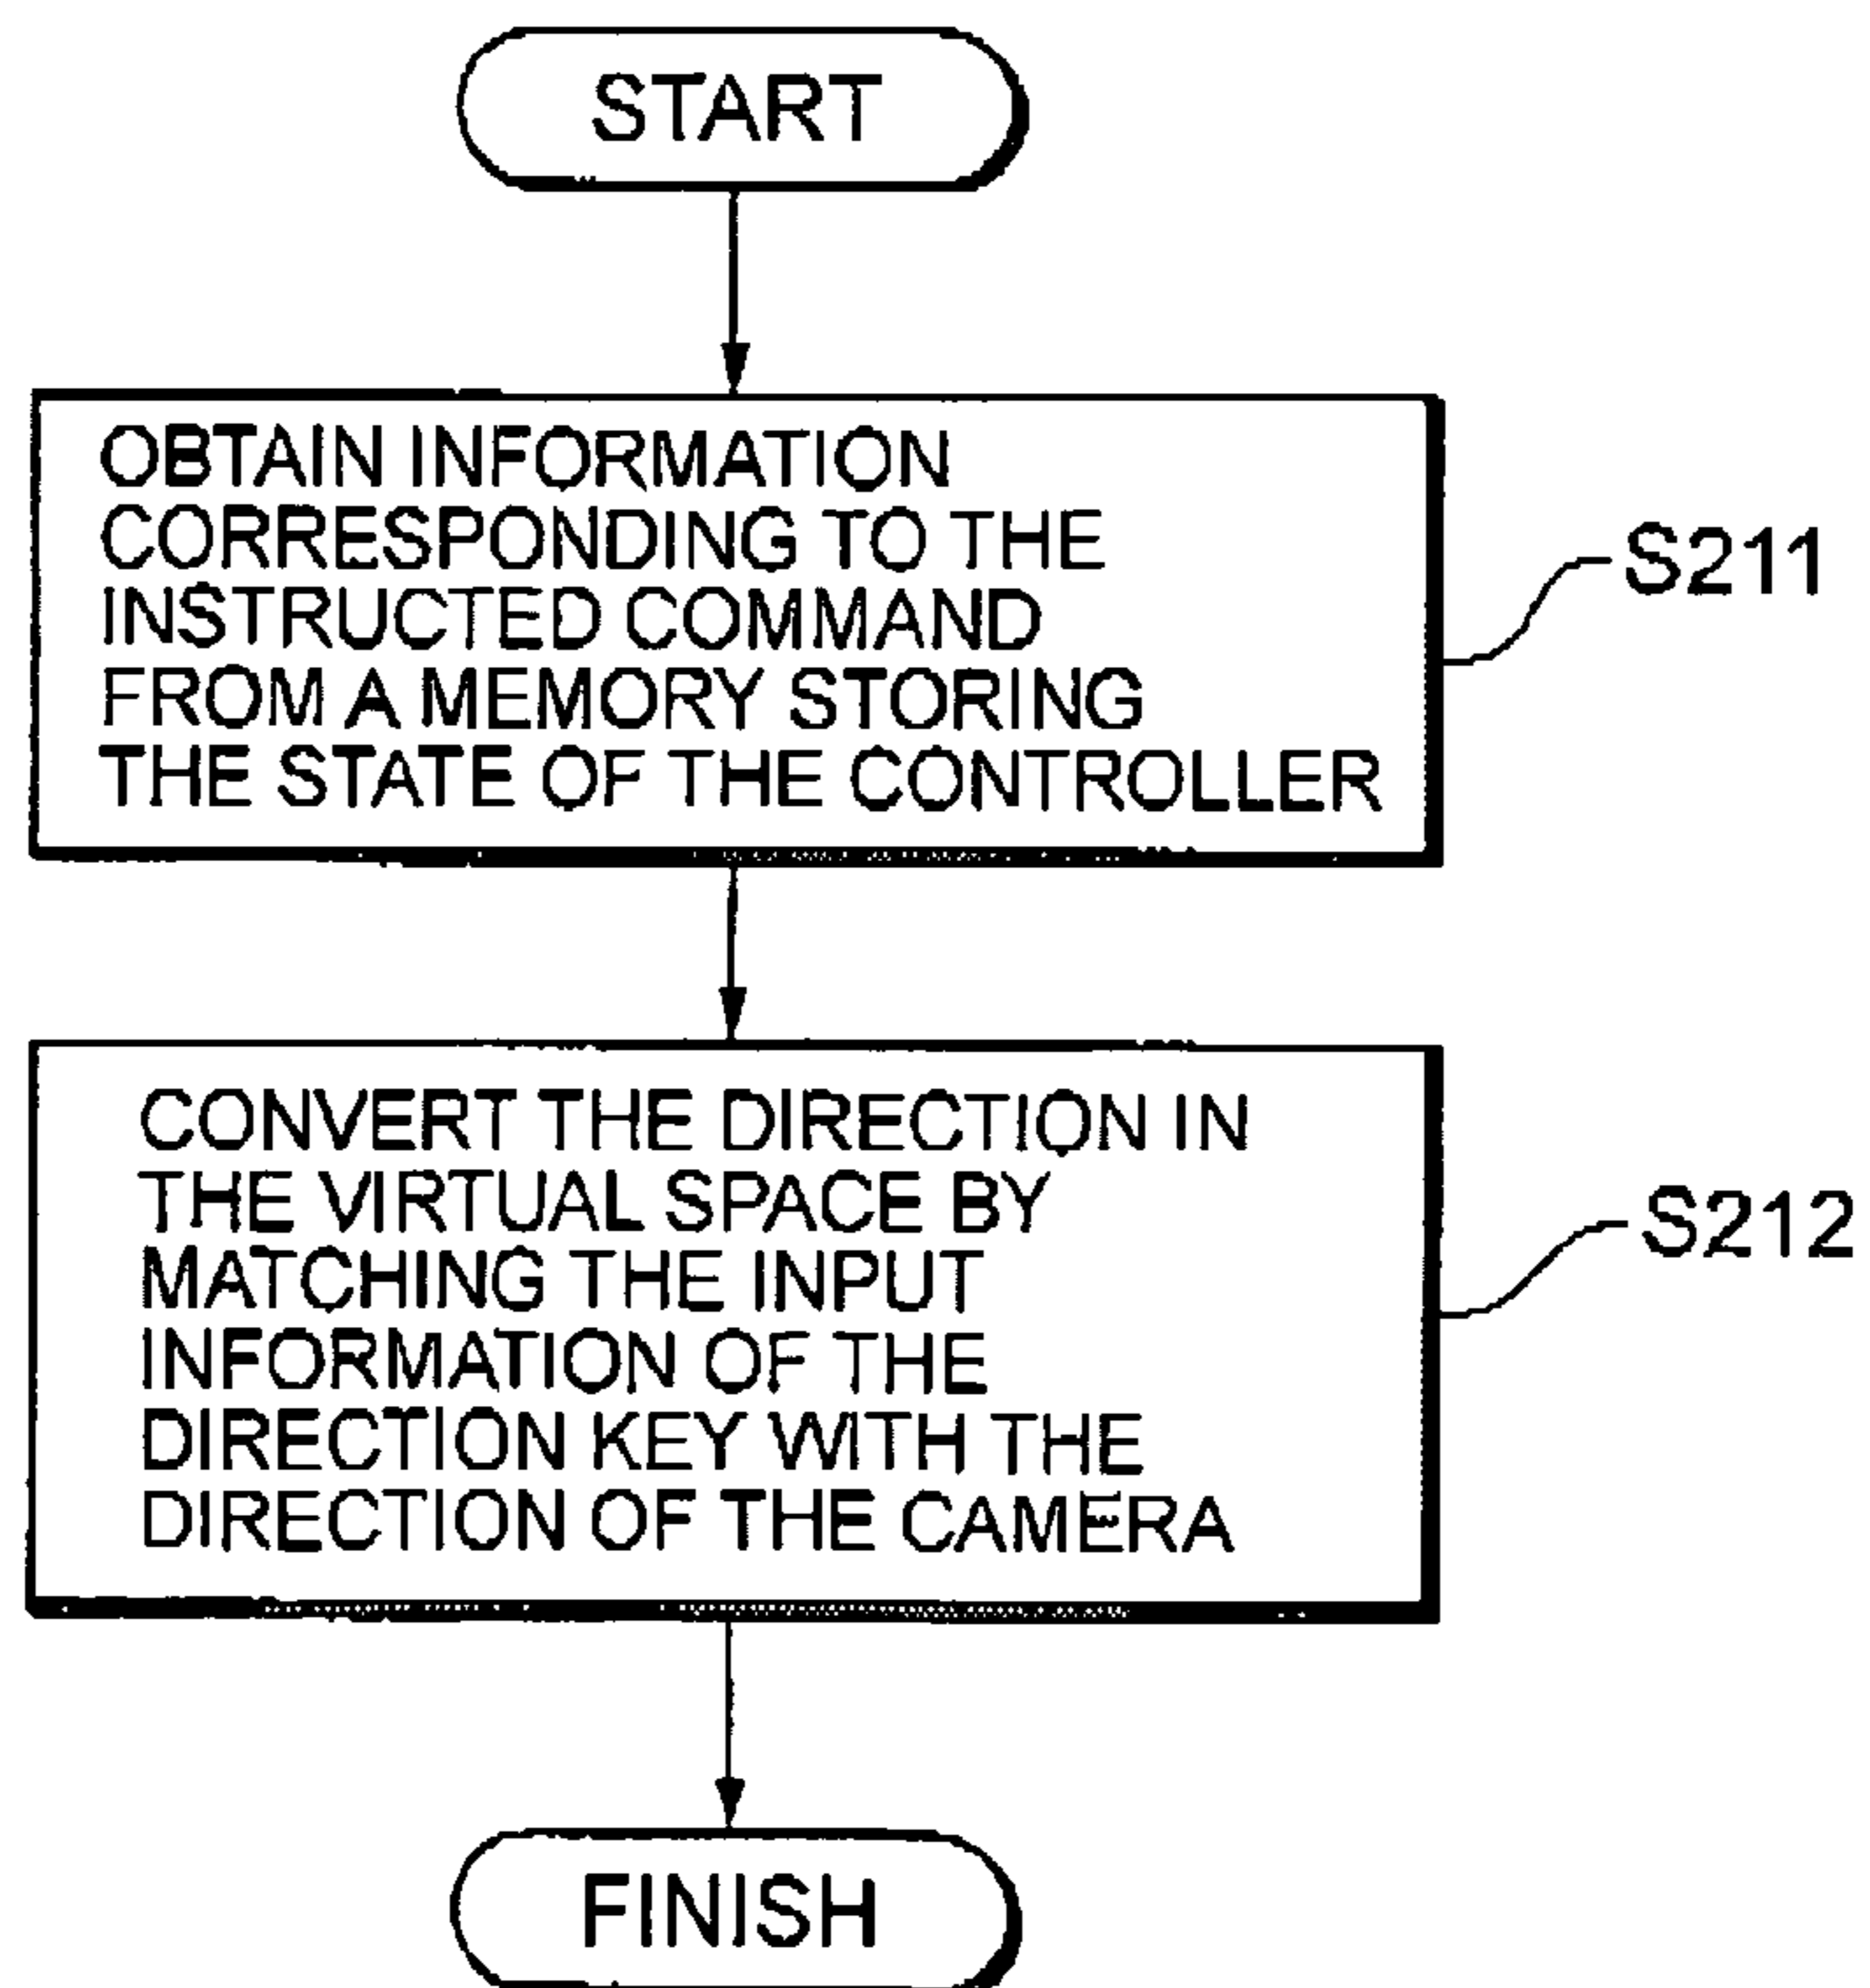 START
OBTAIN INFORMATION
CORRESPONDING TO THE
INSTRUCTED COMMAND
FROM A MEMORY STORING
THE STATE OF THE CONTROLLER
S211
CONVERT THE DIRECTION IN
THE VIRTUAL SPACE BY
MATCHING THE INPUT
INFORMATION OF THE
DIRECTION KEY WITH THE
DIRECTION OF THE CAMERA
S212
FINISH